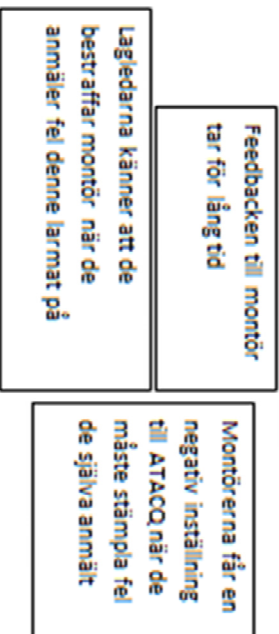 Feedbacken till montör
tar för lång tid
Lagledarna känner att de
bestraffar montör när de
anmäler fel denne larmat på
Montörerna får en
negativ inställning
till ATACQ när de
måste stämpla fel
de själva anmält